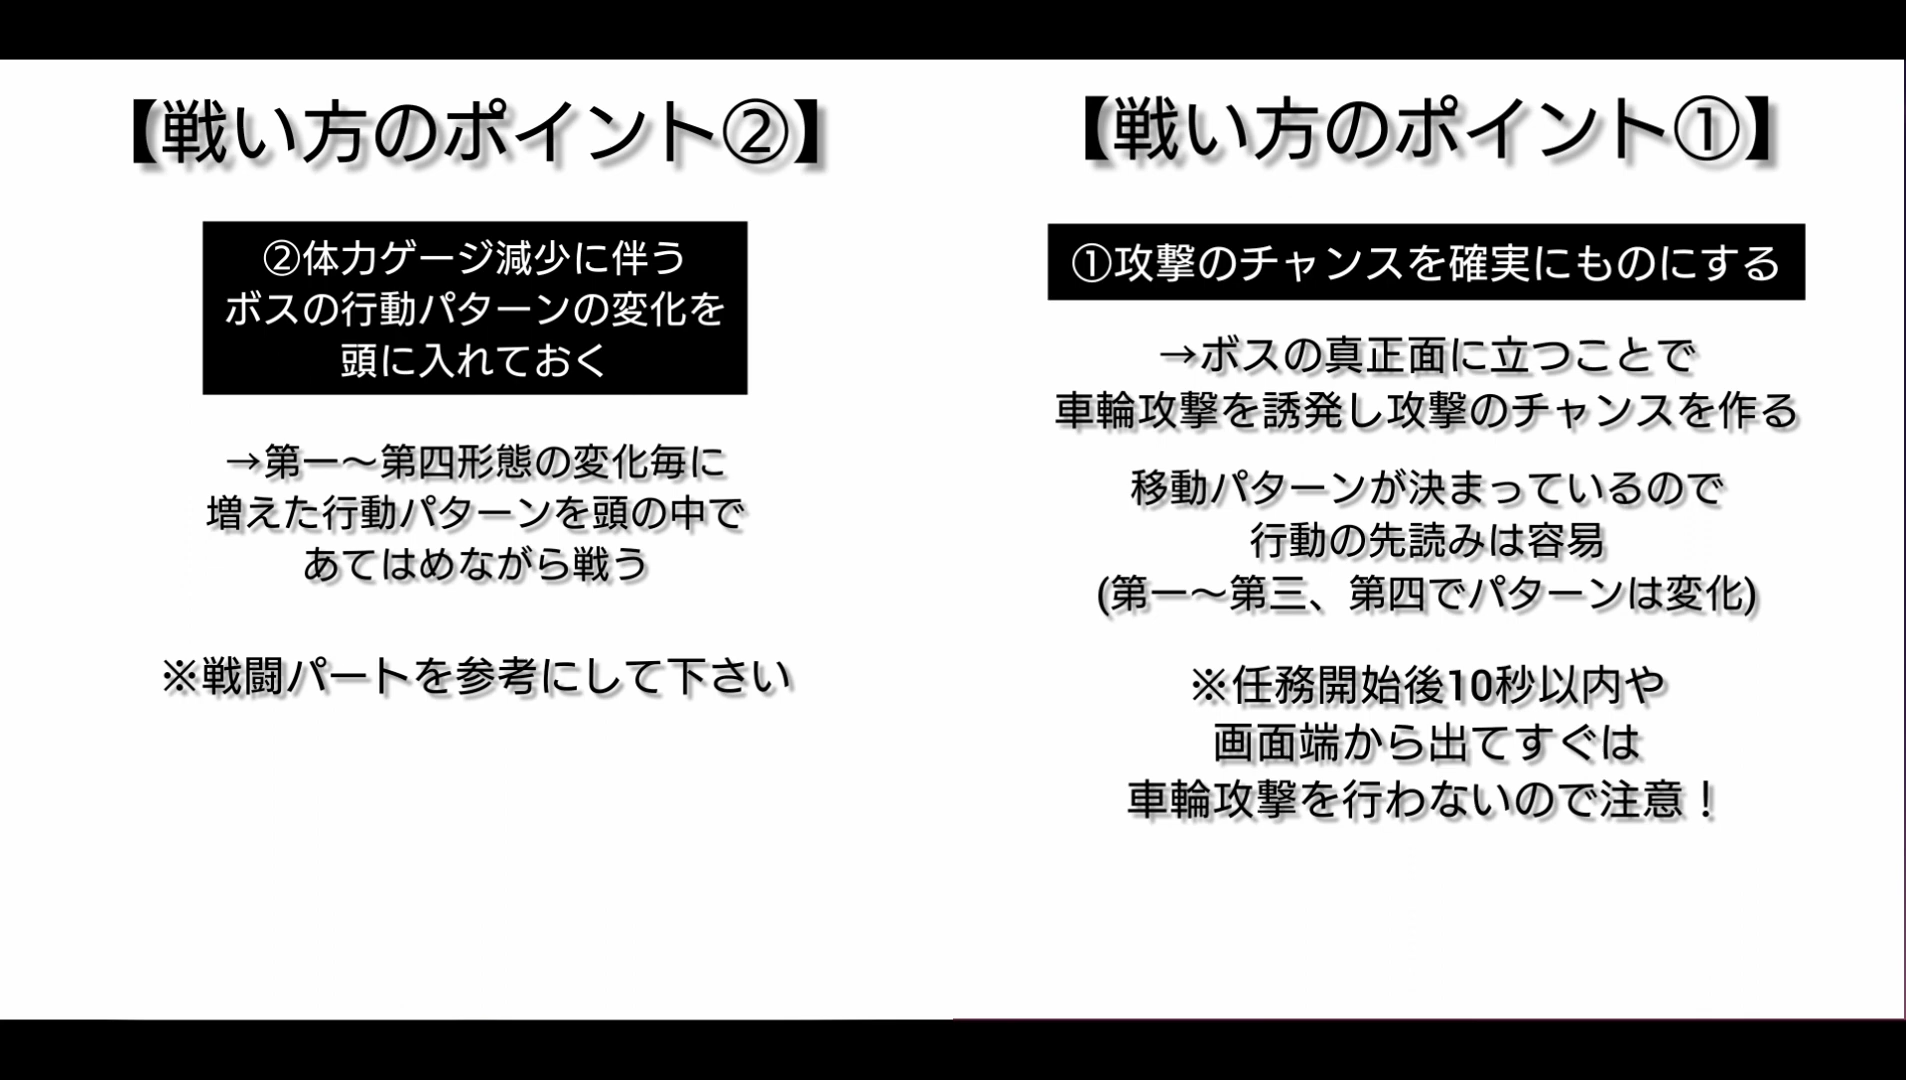 【戦い方のポイント①】
①攻撃のチャンスを確実にものにする
→ボスの真正面に立つことで
車輪攻撃を誘発し攻撃のチャンスを作る
移動パターンが決まっているので
行動の先読みは容易
(第一～第三、第四でパターンは変化)
※任務開始後10秒以内や
画面端から出てすぐは
車輪攻撃を行わないので注意！
【戦い方のポイント②】
②体力ゲージ減少に伴う
ボスの行動パターンの変化を
頭に入れておく
→第一～第四形態の変化毎に
増えた行動パターンを頭の中で
あてはめながら戦う
※戦闘パートを参考にして下さい